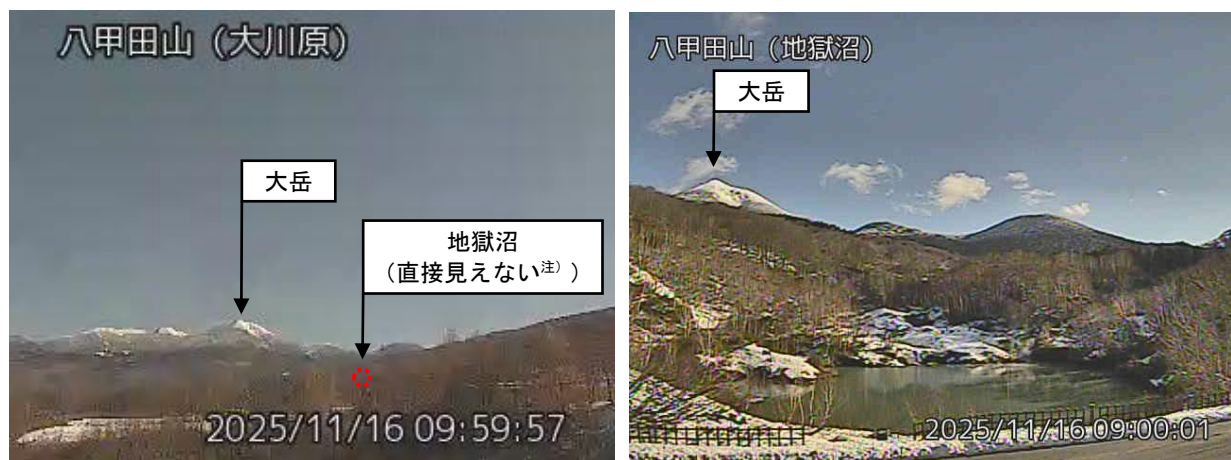 八甲田山（大川原）
大岳
地獄沼
（直接見えない注））
2025/11/16 09:59:57
八甲田山（地獄沼）
大岳
2025/11/16 09:00:01